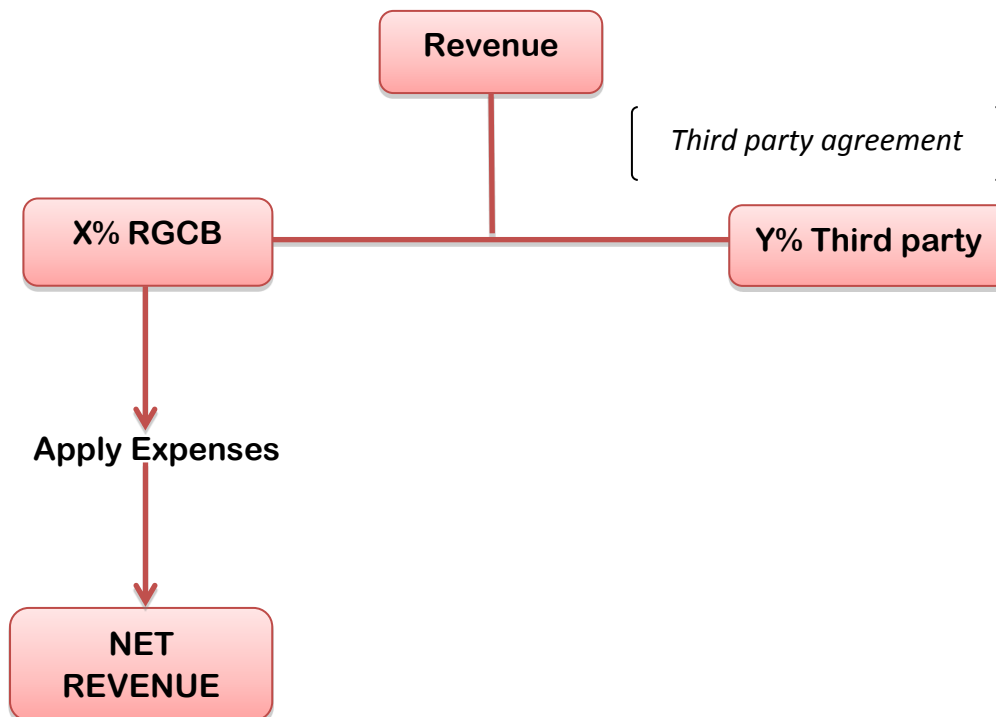 Revenue
Third party agreement
X% RGCB
Y% Third party
Apply Expenses
NET
REVENUE